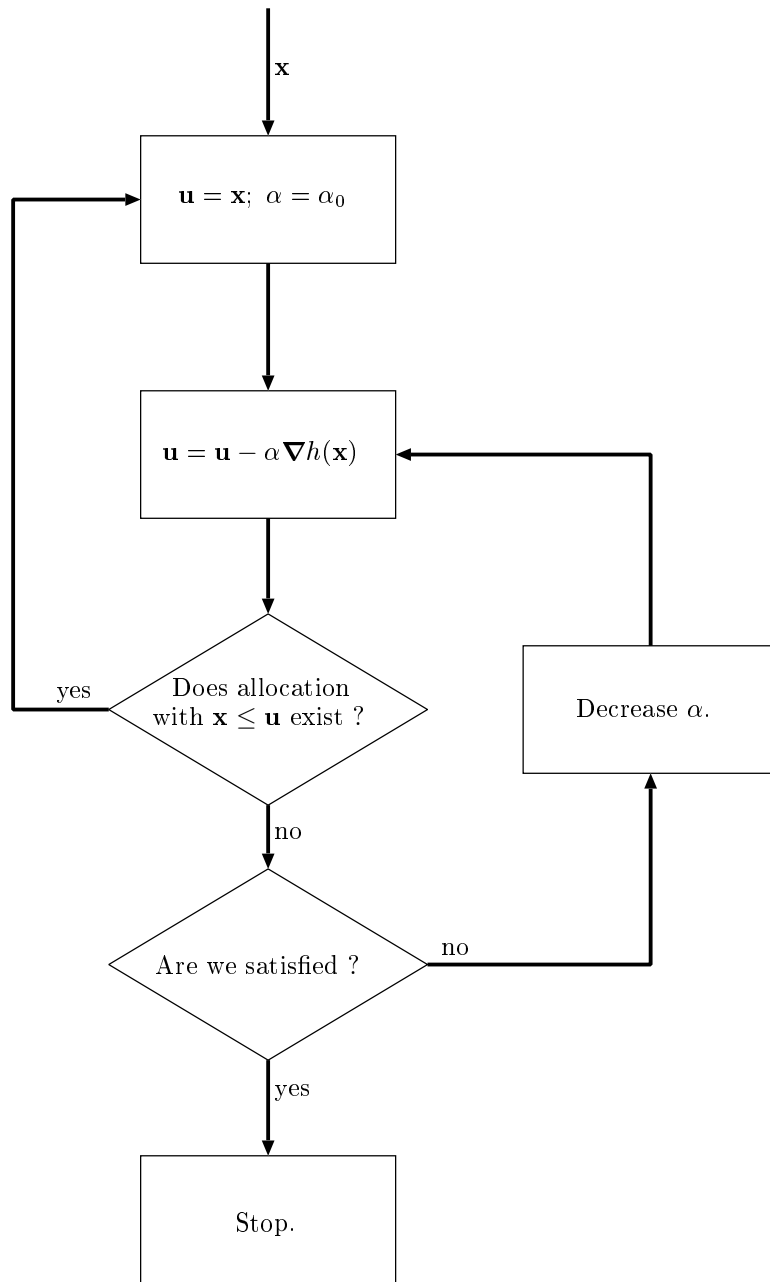 x
u = x; α = α₀
u = u − α∇h(x)
Does allocation
with x ≤ u exist ?
yes
Decrease α.
no
Are we satisfied ?
no
yes
Stop.